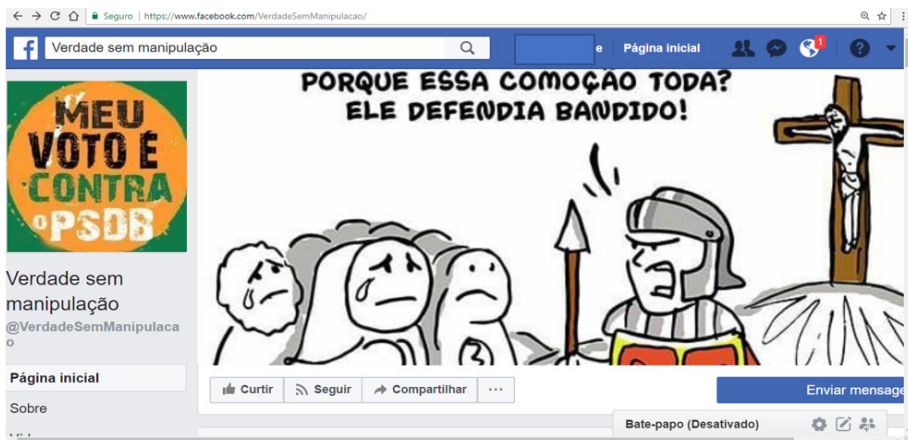 Seguro | https://www.facebook.com/VerdadeSemManipulacao/
f Verdade sem manipulação e Página inicial 1 ?
MEU
VOTO É
CONTRA
O PSDB
PORQUE ESSA COMOÇÃO TODA?
ELE DEFENDIA BANDIDO!
Verdade sem
manipulação
@VerdadeSemManipulaca
o
Página inicial
Sobre
Curtir Seguir Compartilhar ... Enviar mensage
Bate-papo (Desativado)